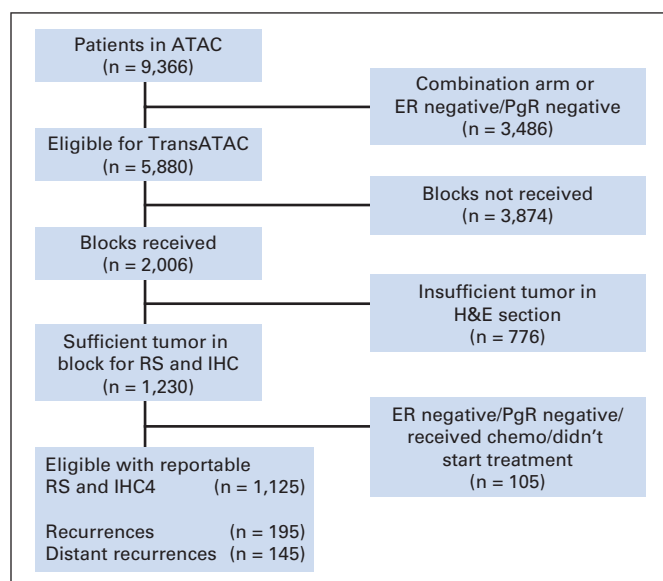 Patients in ATAC
(n = 9,366)
Combination arm or
ER negative/PgR negative
(n = 3,486)
Eligible for TransATAC
(n = 5,880)
Blocks not received
(n = 3,874)
Blocks received
(n = 2,006)
Insufficient tumor in
H&E section
(n = 776)
Sufficient tumor in
block for RS and IHC
(n = 1,230)
ER negative/PgR negative/
received chemo/didn't
start treatment
(n = 105)
Eligible with reportable
RS and IHC4 (n = 1,125)
Recurrences (n = 195)
Distant recurrences (n = 145)